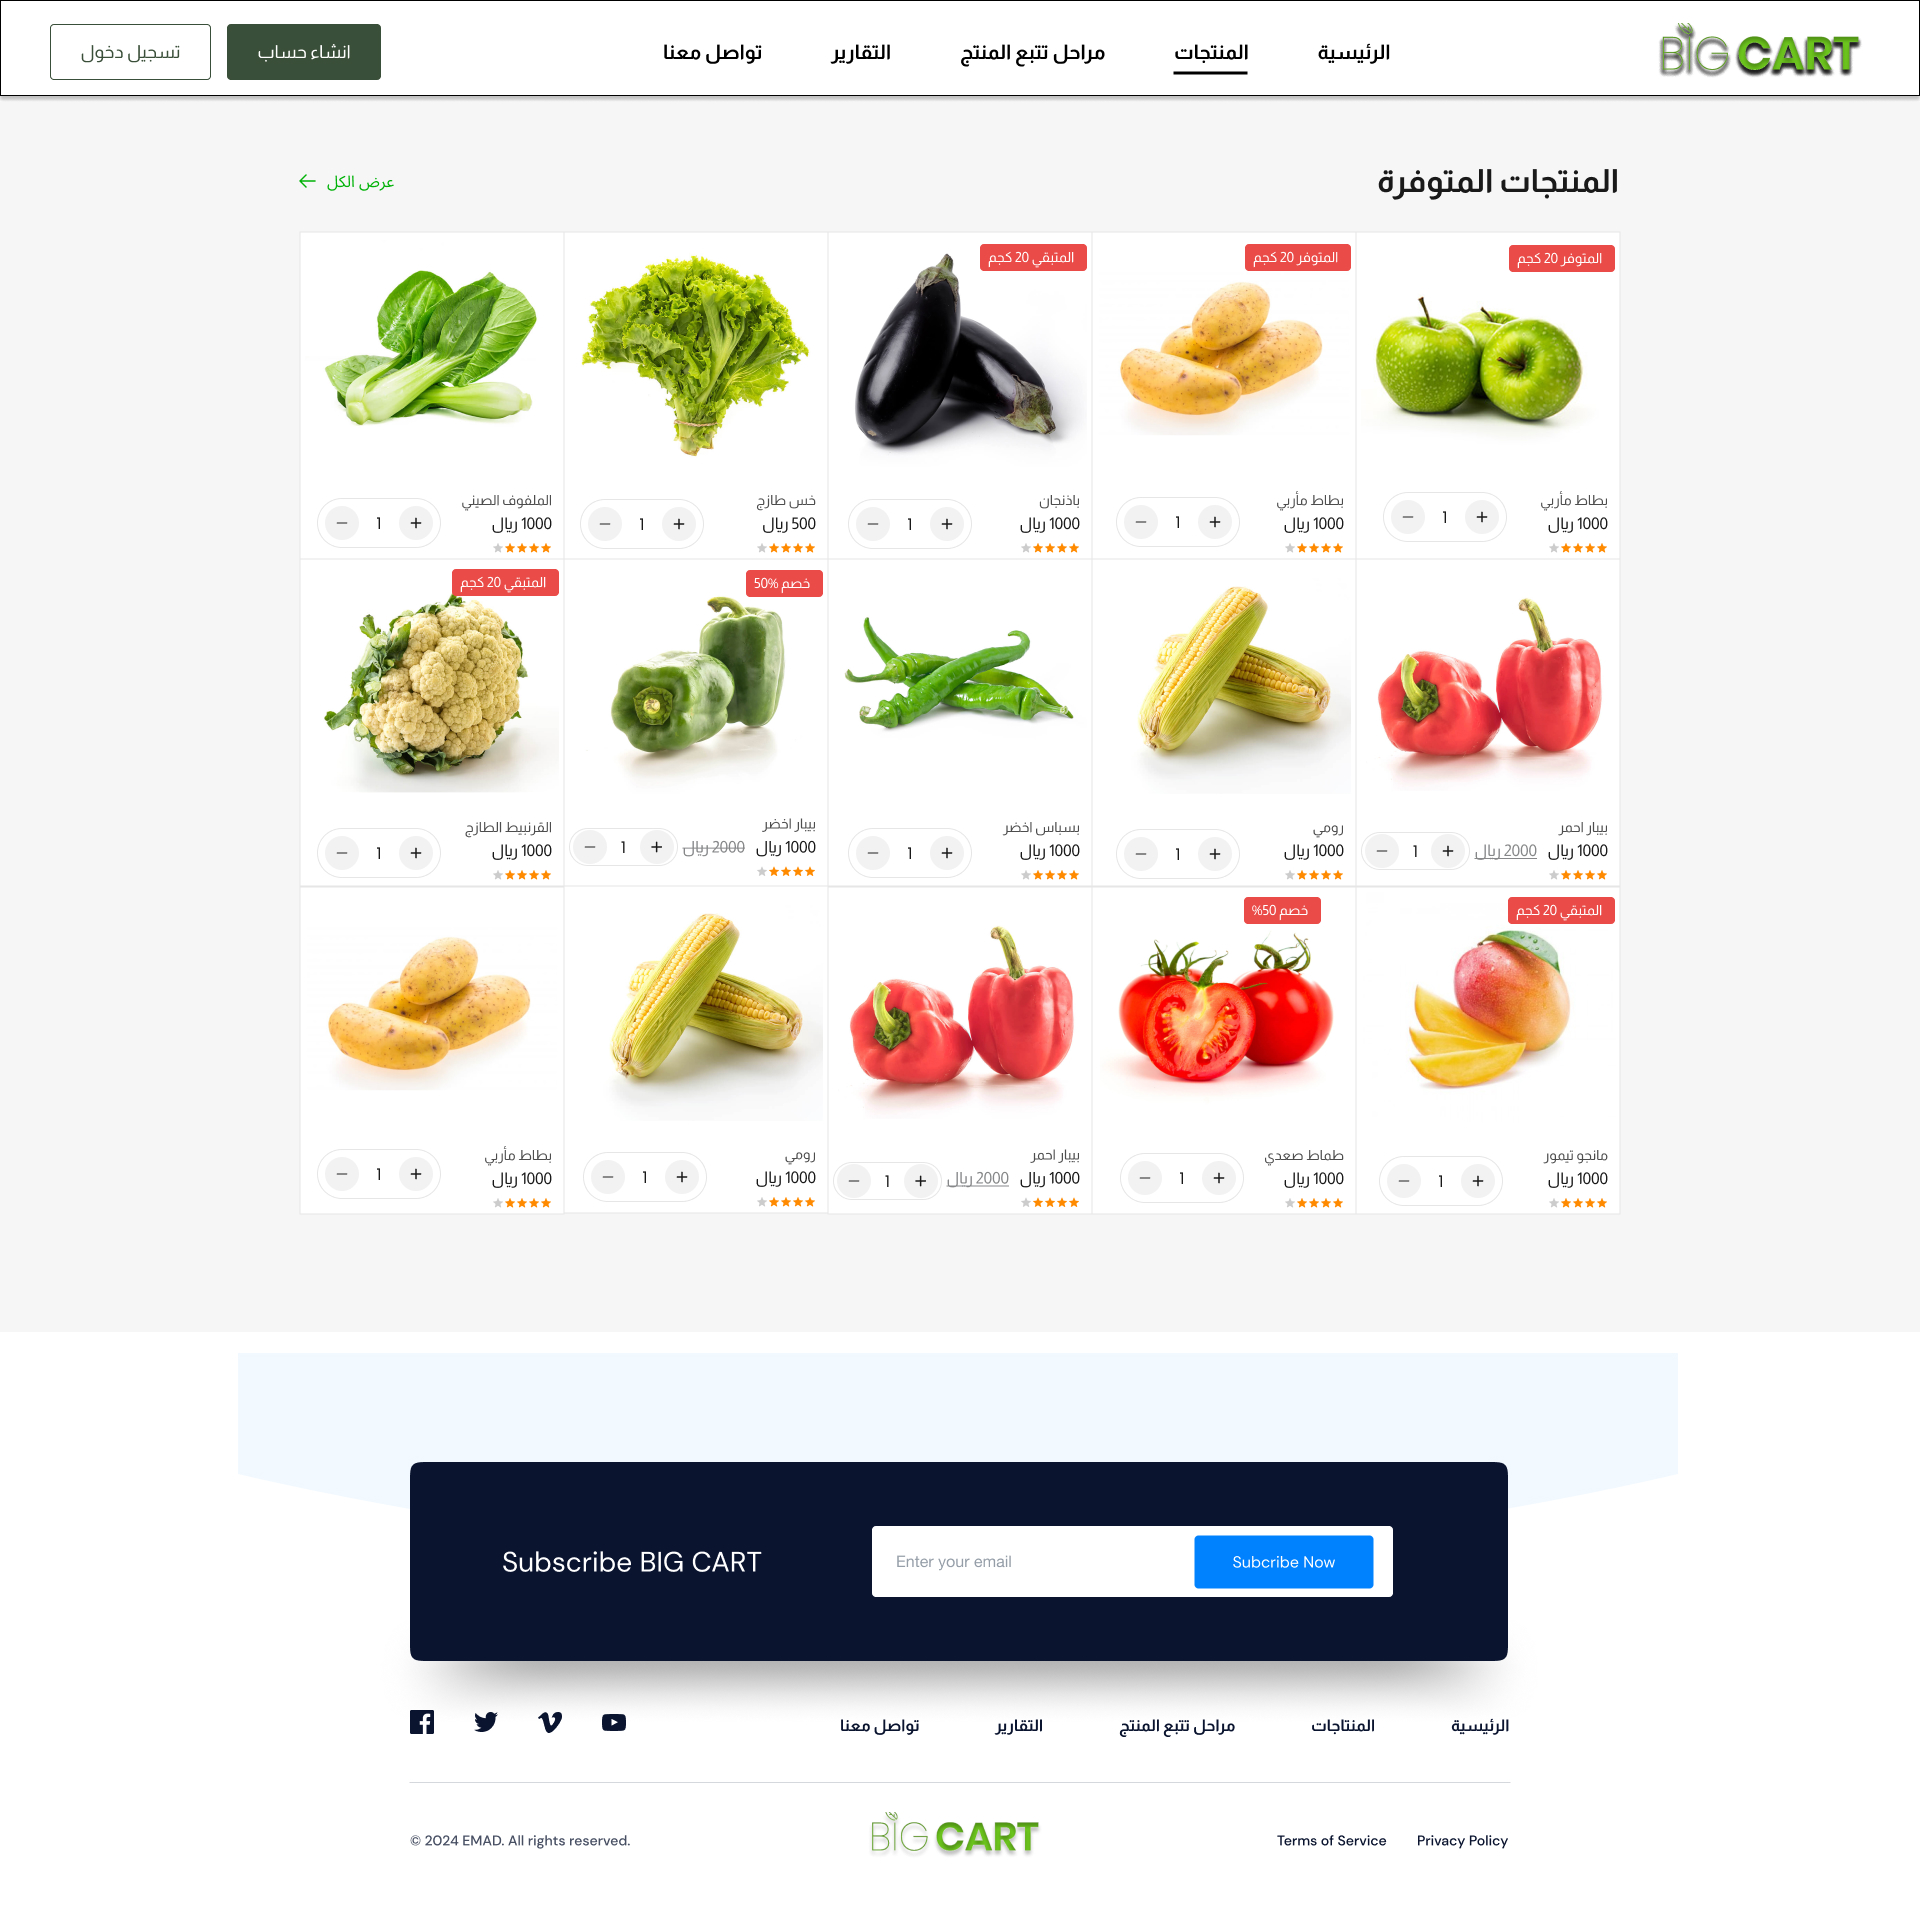 BIG CART
الرئيسية
المنتجات
مراحل تتبع المنتج
التقارير
تواصل معنا
انشاء حساب
تسجيل دخول
المنتجات المتوفرة
عرض الكل
المتوفر 20 كجم
بطاط مأربي
1000 ريال
1
المتوفر 20 كجم
بطاط مأربي
1000 ريال
1
المتبقي 20 كجم
باذنجان
1000 ريال
1
خس طازج
500 ريال
1
الملفوف الصيني
1000 ريال
1
بيبار احمر
1000 ريال
2000 ريال
1
رومي
1000 ريال
1
بسباس اخضر
1000 ريال
1
خصم 50%
بيبار اخضر
1000 ريال
2000 ريال
1
المتبقي 20 كجم
القرنبيط الطازج
1000 ريال
1
المتبقي 20 كجم
مانجو تيمور
1000 ريال
1
خصم 50%
طماط صعدي
1000 ريال
1
بيبار احمر
1000 ريال
2000 ريال
1
رومي
1000 ريال
1
بطاط مأربي
1000 ريال
1
Subscribe BIG CART
Enter your email
Subcribe Now
الرئيسية
المنتاجات
مراحل تتبع المنتج
التقارير
تواصل معنا
© 2024 EMAD. All rights reserved.
BIG CART
Terms of Service
Privacy Policy